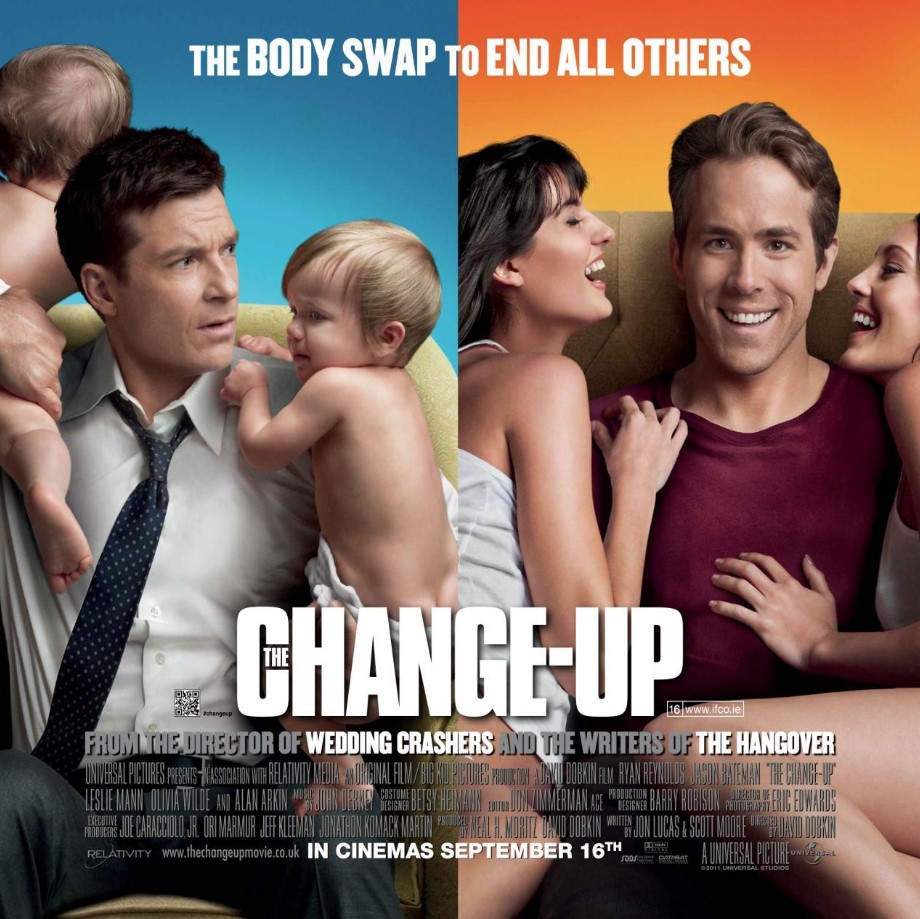 THE BODY SWAP TO END ALL OTHERS
THE CHANGE-UP
#changeup
16 www.ifco.ie
FROM THE DIRECTOR OF WEDDING CRASHERS AND THE WRITERS OF THE HANGOVER
UNIVERSAL PICTURES PRESENTS IN ASSOCIATION WITH RELATIVITY MEDIA AN ORIGINAL FILM/BIG KID PICTURES PRODUCTION A DAVID DOBKIN FILM RYAN REYNOLDS JASON BATEMAN "THE CHANGE-UP"
LESLIE MANN OLIVIA WILDE AND ALAN ARKIN MUSIC BY JOHN DEBNEY COSTUME DESIGNER BETSY HEIMANN EDITOR DON ZIMMERMAN ACE PRODUCTION DESIGNER BARRY ROBISON DIRECTOR OF PHOTOGRAPHY ERIC EDWARDS
EXECUTIVE PRODUCERS JOE CARACCIOLO, JR. ORI MARMUR JEFF KLEEMAN JONATHON KOMACK MARTIN PRODUCED BY NEAL H. MORITZ DAVID DOBKIN WRITTEN BY JON LUCAS & SCOTT MOORE DIRECTED BY DAVID DOBKIN
RELATIVITY www.thechangeupmovie.co.uk IN CINEMAS SEPTEMBER 16TH A UNIVERSAL PICTURE UNIVERSAL
©2011 UNIVERSAL STUDIOS